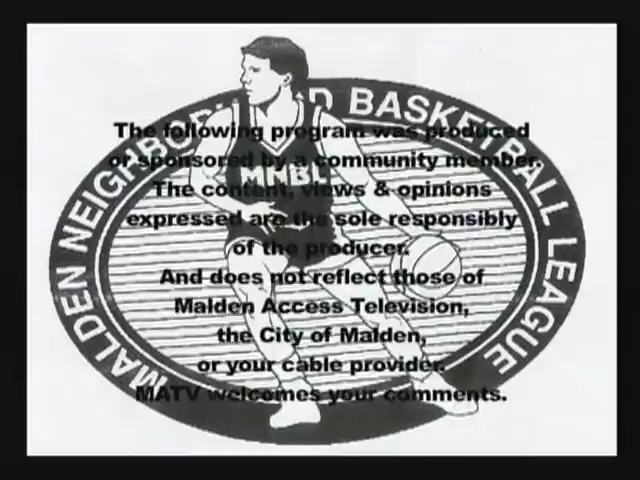 MALDEN NEIGHBORHOOD BASKETBALL LEAGUE
MNBL
The following program was produced
or sponsored by a community member.
The content, views & opinions
expressed are the sole responsibly
of the producer.
And does not reflect those of
Malden Access Television,
the City of Malden,
or your cable provider.
MATV welcomes your comments.